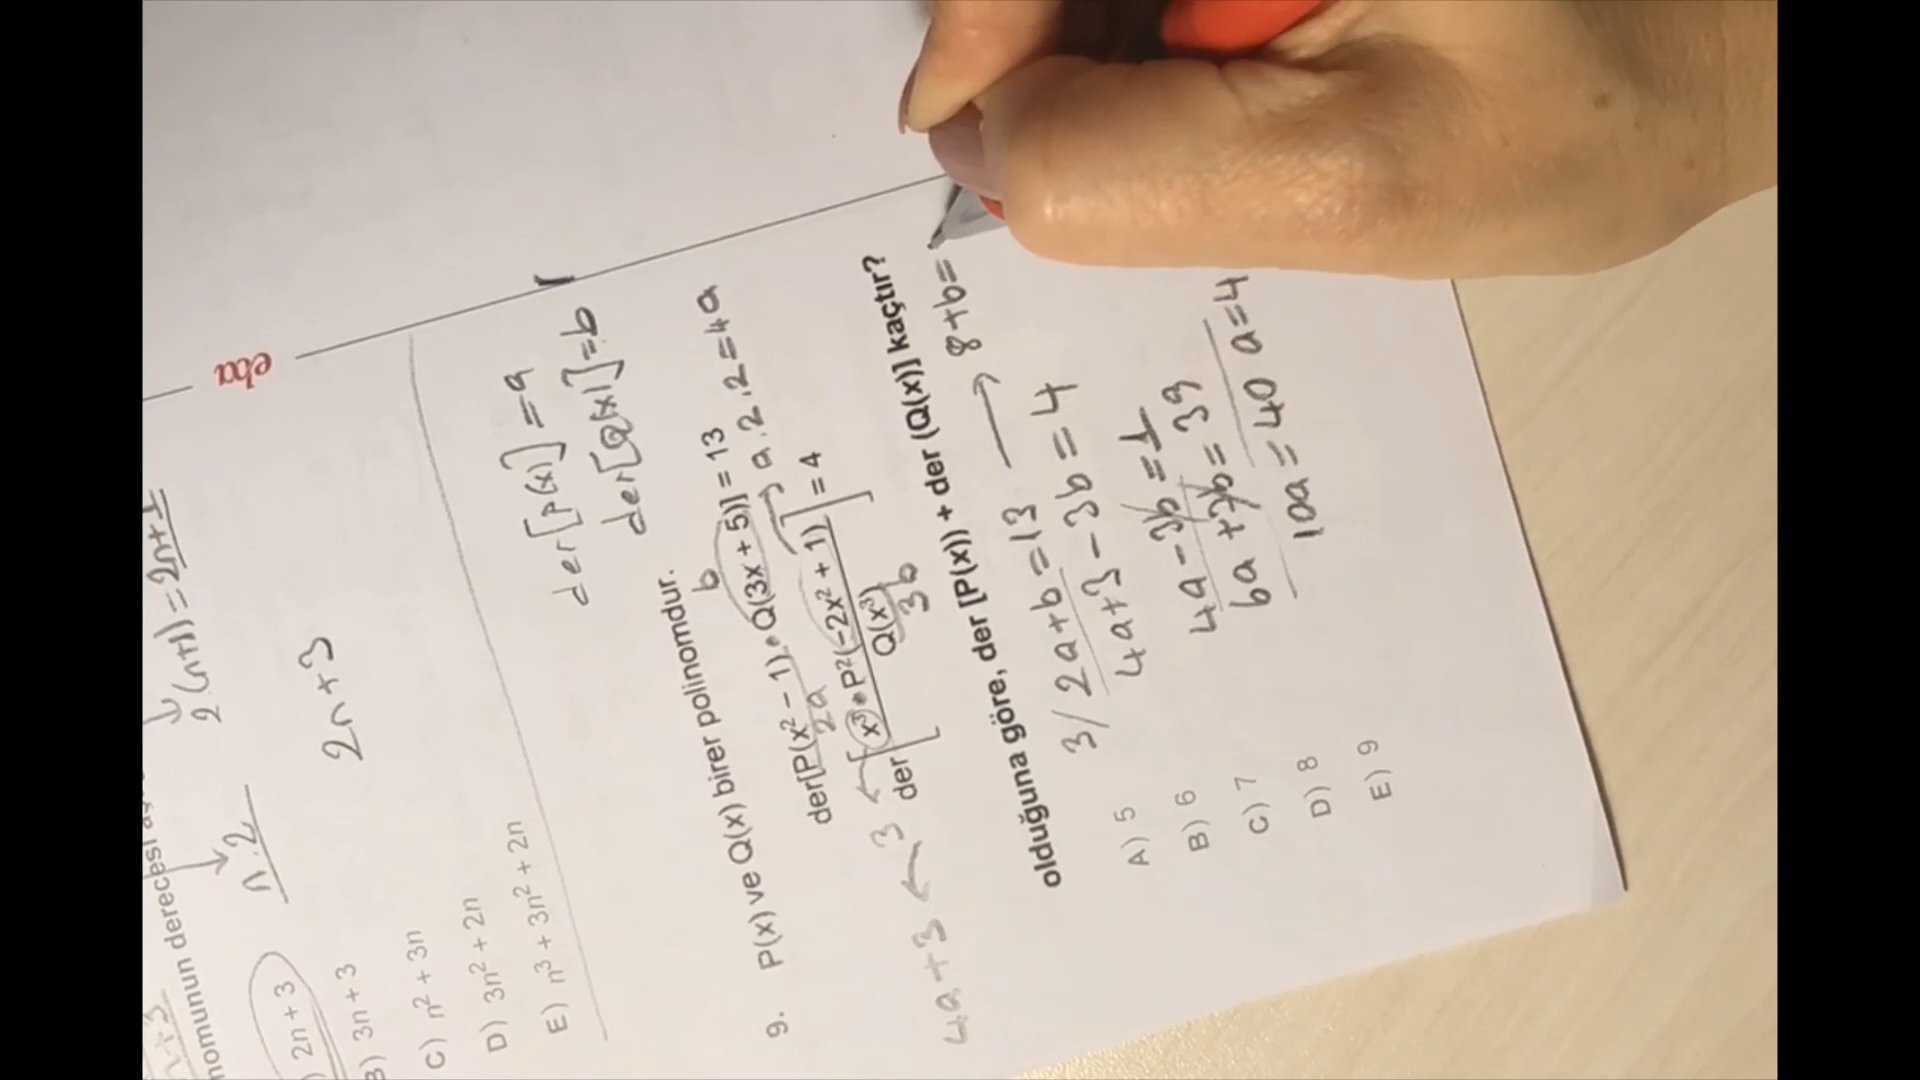 eba
2(n+1) = 2n+1
nomumun derecesi
n.2
2n+3
) 2n + 3
B) 3n + 3
C) n² + 3n
D) 3n² + 2n
E) n³ + 3n² + 2n
der[P(x)] = a
der[Q(x)] = b
9. P(x) ve Q(x) birer polinomdur.
b
der[P(x² - 1) • Q(3x + 5)] = 13
2a
a.2.2=4a
3
der [x³ • P²(-2x² + 1) / Q(x³)] = 4
3b
4a+3
olduğuna göre, der [P(x)) + der (Q(x)] kaçtır?
3/ 2a+b=13 → 8+b=
4a+3-3b=4
4a-3b=1
6a+3b=39
10a=40 a=4
A) 5
B) 6
C) 7
D) 8
E) 9